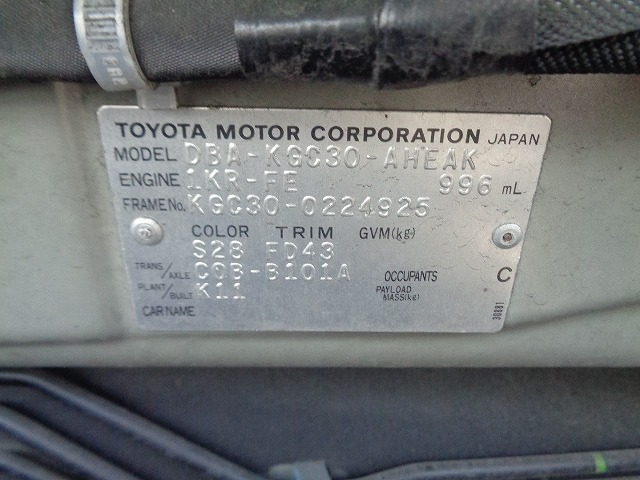 TOYOTA MOTOR CORPORATION JAPAN
MODEL DBA-KGC30-AHEAK
ENGINE 1KR-FE 996 mL
FRAME No. KGC30-0224925
COLOR TRIM GVM(kg)
S28 FD43
TRANS/AXLE C0B-B101A OCCUPANTS C
PLANT/BUILT K11 PAYLOAD MASS(kg)
CAR NAME
30881